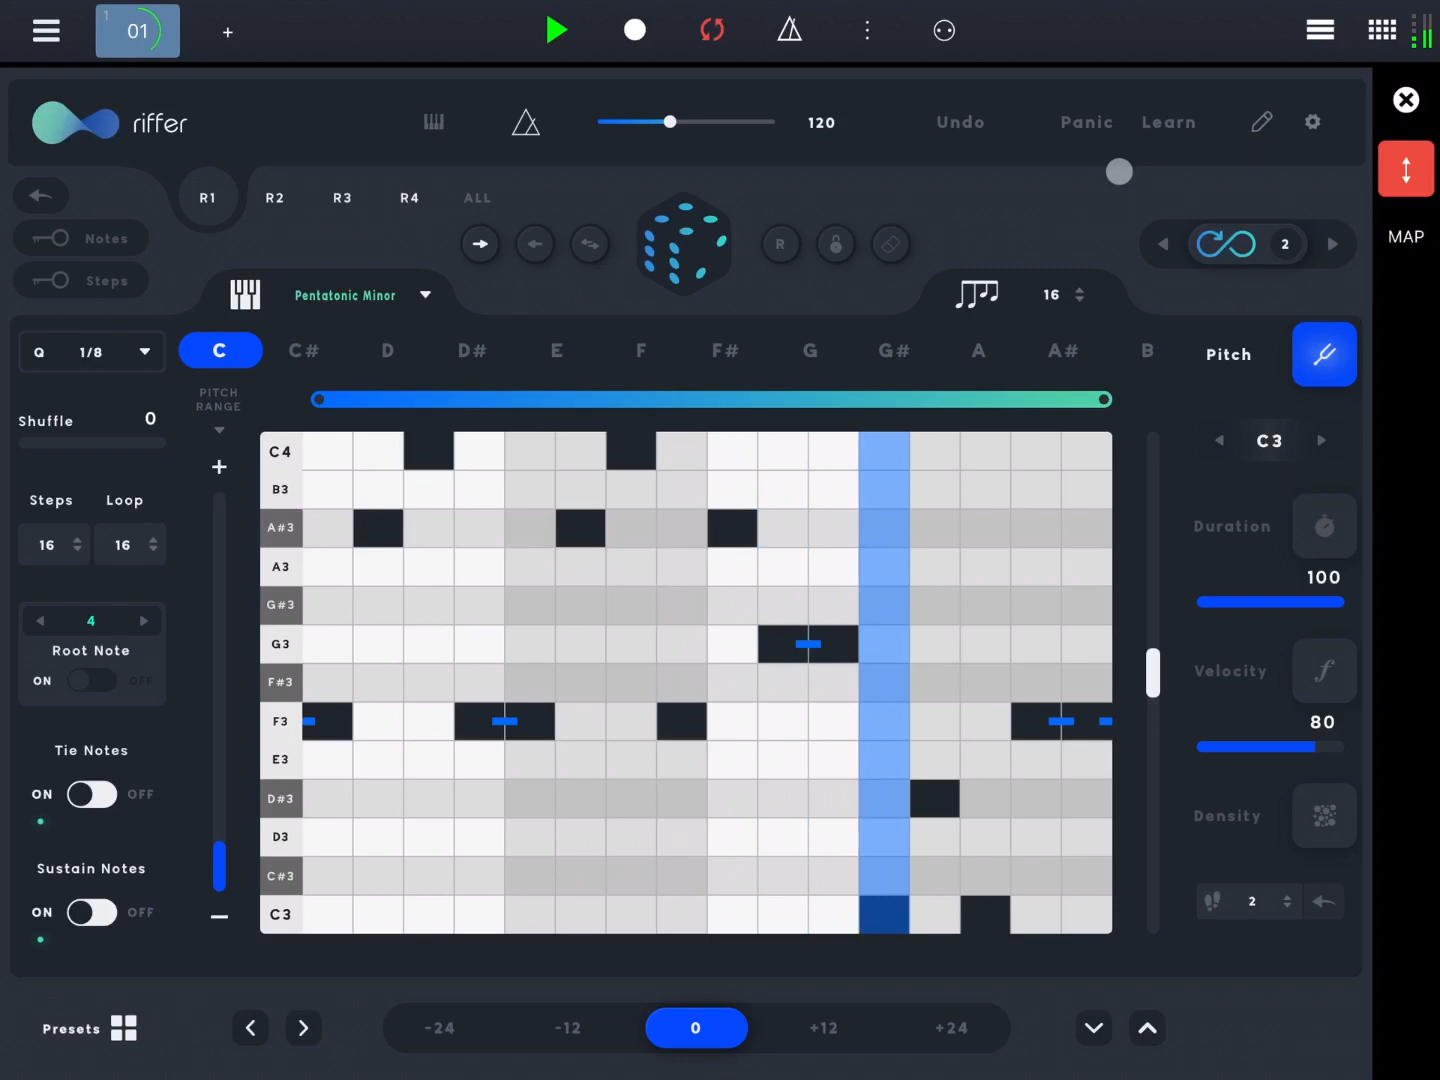 1
01
+
riffer
120
Undo
Panic
Learn
MAP
R1
R2
R3
R4
ALL
Notes
Steps
R
2
Pentatonic Minor
16
Q 1/8
C C# D D# E F F# G G# A A# B
Pitch
PITCH
RANGE
Shuffle 0
+
C4
B3
A#3
A3
G#3
G3
F#3
F3
E3
D#3
D3
C#3
C3
C3
Steps Loop
16 16
4
Root Note
ON OFF
Tie Notes
ON OFF
Sustain Notes
ON OFF
Duration
100
Velocity
f
80
Density
2
Presets
-24 -12 0 +12 +24